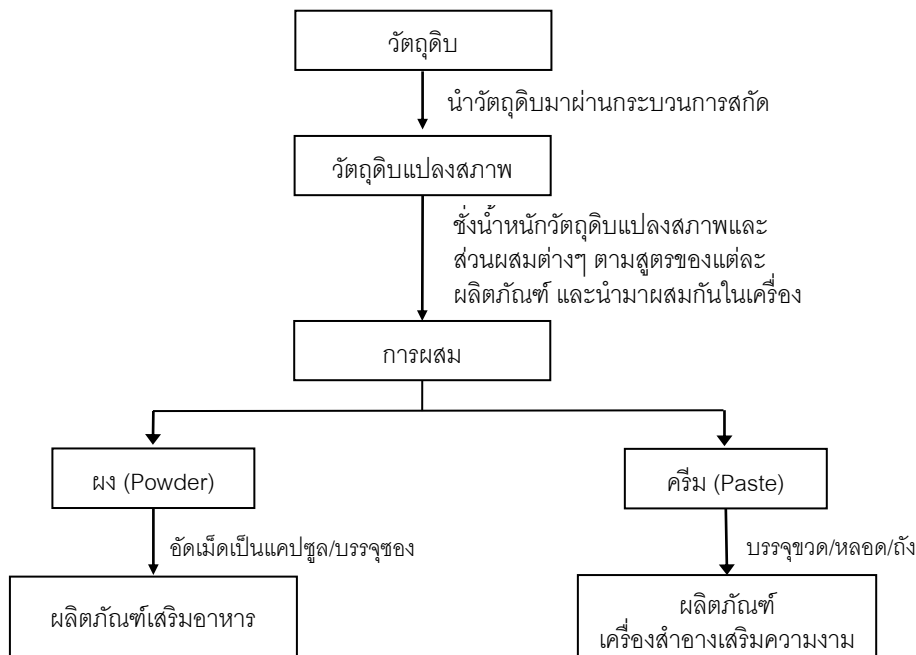 วัตถุดิบ
นำวัตถุดิบมาผ่านกระบวนการสกัด
วัตถุดิบแปลงสภาพ
ชั่งน้ำหนักวัตถุดิบแปลงสภาพและ
ส่วนผสมต่างๆ ตามสูตรของแต่ละ
ผลิตภัณฑ์ และนำมาผสมกันในเครื่อง
การผสม
ผง (Powder)
ครีม (Paste)
อัดเม็ดเป็นแคปซูล/บรรจุซอง
บรรจุขวด/หลอด/ถัง
ผลิตภัณฑ์เสริมอาหาร
ผลิตภัณฑ์
เครื่องสำอางเสริมความงาม